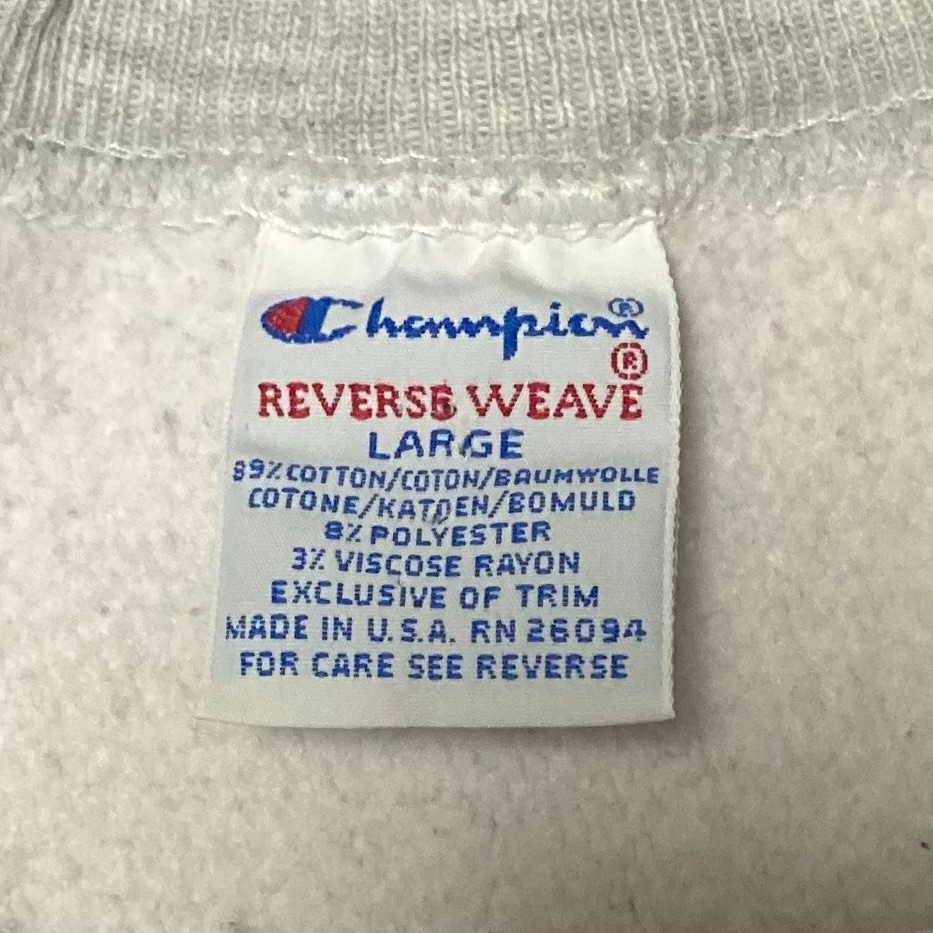 Champion®
®
REVERSE WEAVE
LARGE
89% COTTON/COTON/BAUMWOLLE
COTONE/KATOEN/BOMULD
8% POLYESTER
3% VISCOSE RAYON
EXCLUSIVE OF TRIM
MADE IN U.S.A. RN 26094
FOR CARE SEE REVERSE